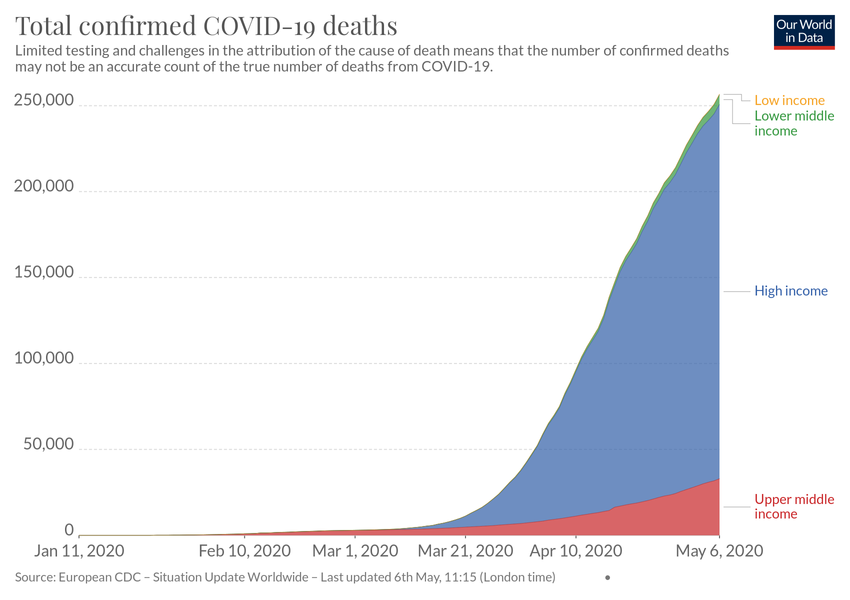 Total confirmed COVID-19 deaths
Our World
in Data
Limited testing and challenges in the attribution of the cause of death means that the number of confirmed deaths
may not be an accurate count of the true number of deaths from COVID-19.
250,000
200,000
150,000
100,000
50,000
0
Low income
Lower middle
income
High income
Upper middle
income
Jan 11, 2020
Feb 10, 2020
Mar 1, 2020
Mar 21, 2020
Apr 10, 2020
May 6, 2020
Source: European CDC – Situation Update Worldwide – Last updated 6th May, 11:15 (London time)
•